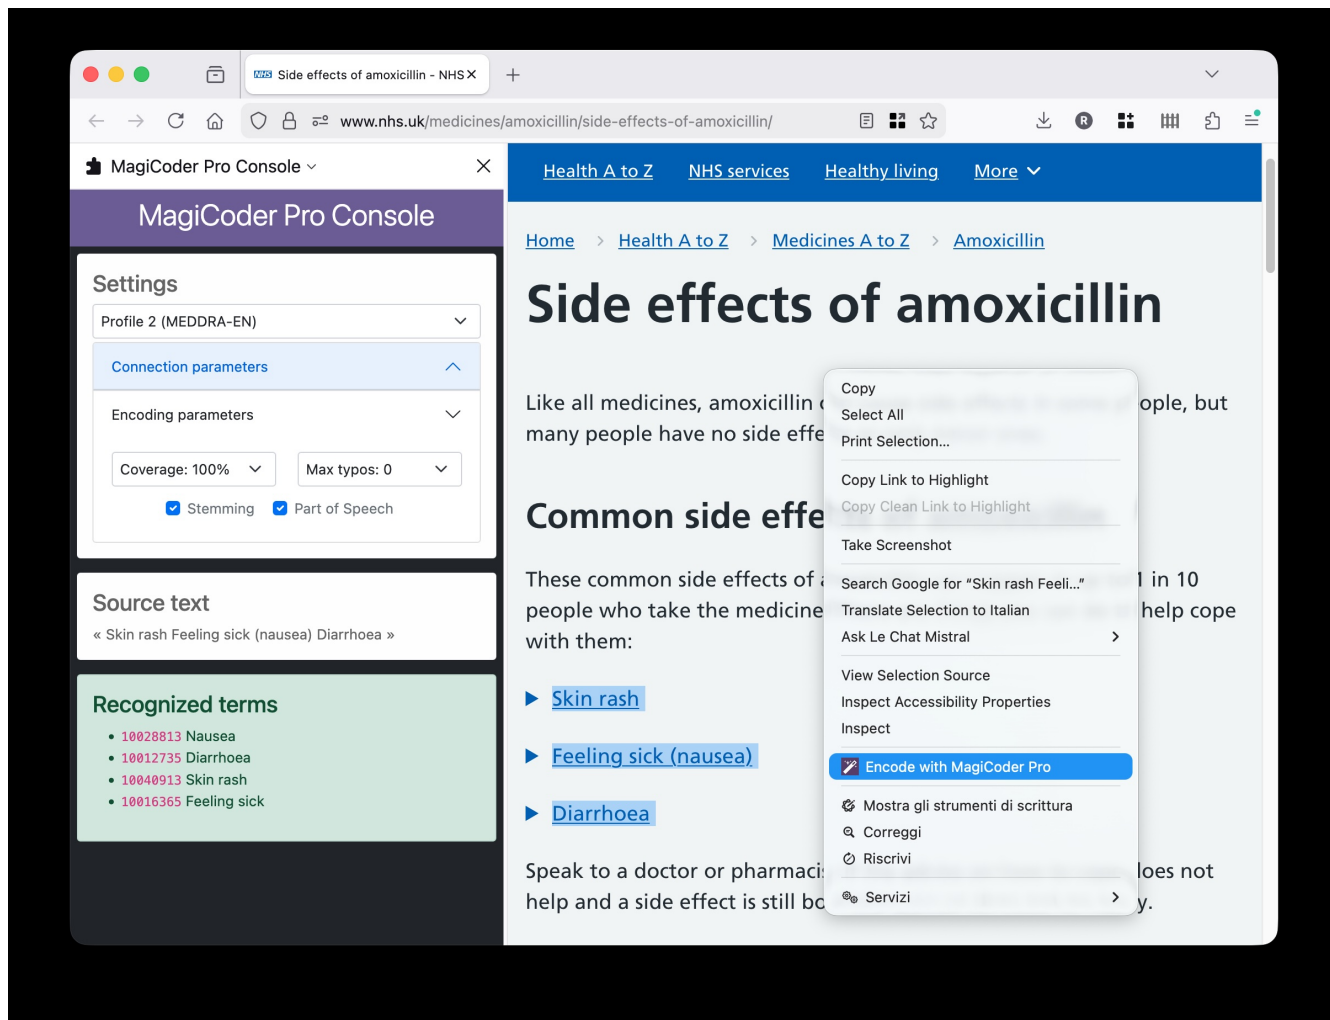 NHS Side effects of amoxicillin - NHS
www.nhs.uk/medicines/amoxicillin/side-effects-of-amoxicillin/
R
MagiCoder Pro Console
MagiCoder Pro Console
Settings
Profile 2 (MEDDRA-EN)
Connection parameters
Encoding parameters
Coverage: 100%
Max typos: 0
Stemming
Part of Speech
Source text
« Skin rash Feeling sick (nausea) Diarrhoea »
Recognized terms
10028813 Nausea
10012735 Diarrhoea
10040913 Skin rash
10016365 Feeling sick
Health A to Z NHS services Healthy living More
Home Health A to Z Medicines A to Z Amoxicillin
Side effects of amoxicillin
Like all medicines, amoxicillin ople, but
many people have no side effe
Common side effe
These common side effects of 1 in 10
people who take the medicine help cope
with them:
Skin rash
Feeling sick (nausea)
Diarrhoea
Speak to a doctor or pharmaci does not
help and a side effect is still bo y.
Copy
Select All
Print Selection...
Copy Link to Highlight
Copy Clean Link to Highlight
Take Screenshot
Search Google for “Skin rash Feeli...”
Translate Selection to Italian
Ask Le Chat Mistral
View Selection Source
Inspect Accessibility Properties
Inspect
Encode with MagiCoder Pro
Mostra gli strumenti di scrittura
Correggi
Riscrivi
Servizi